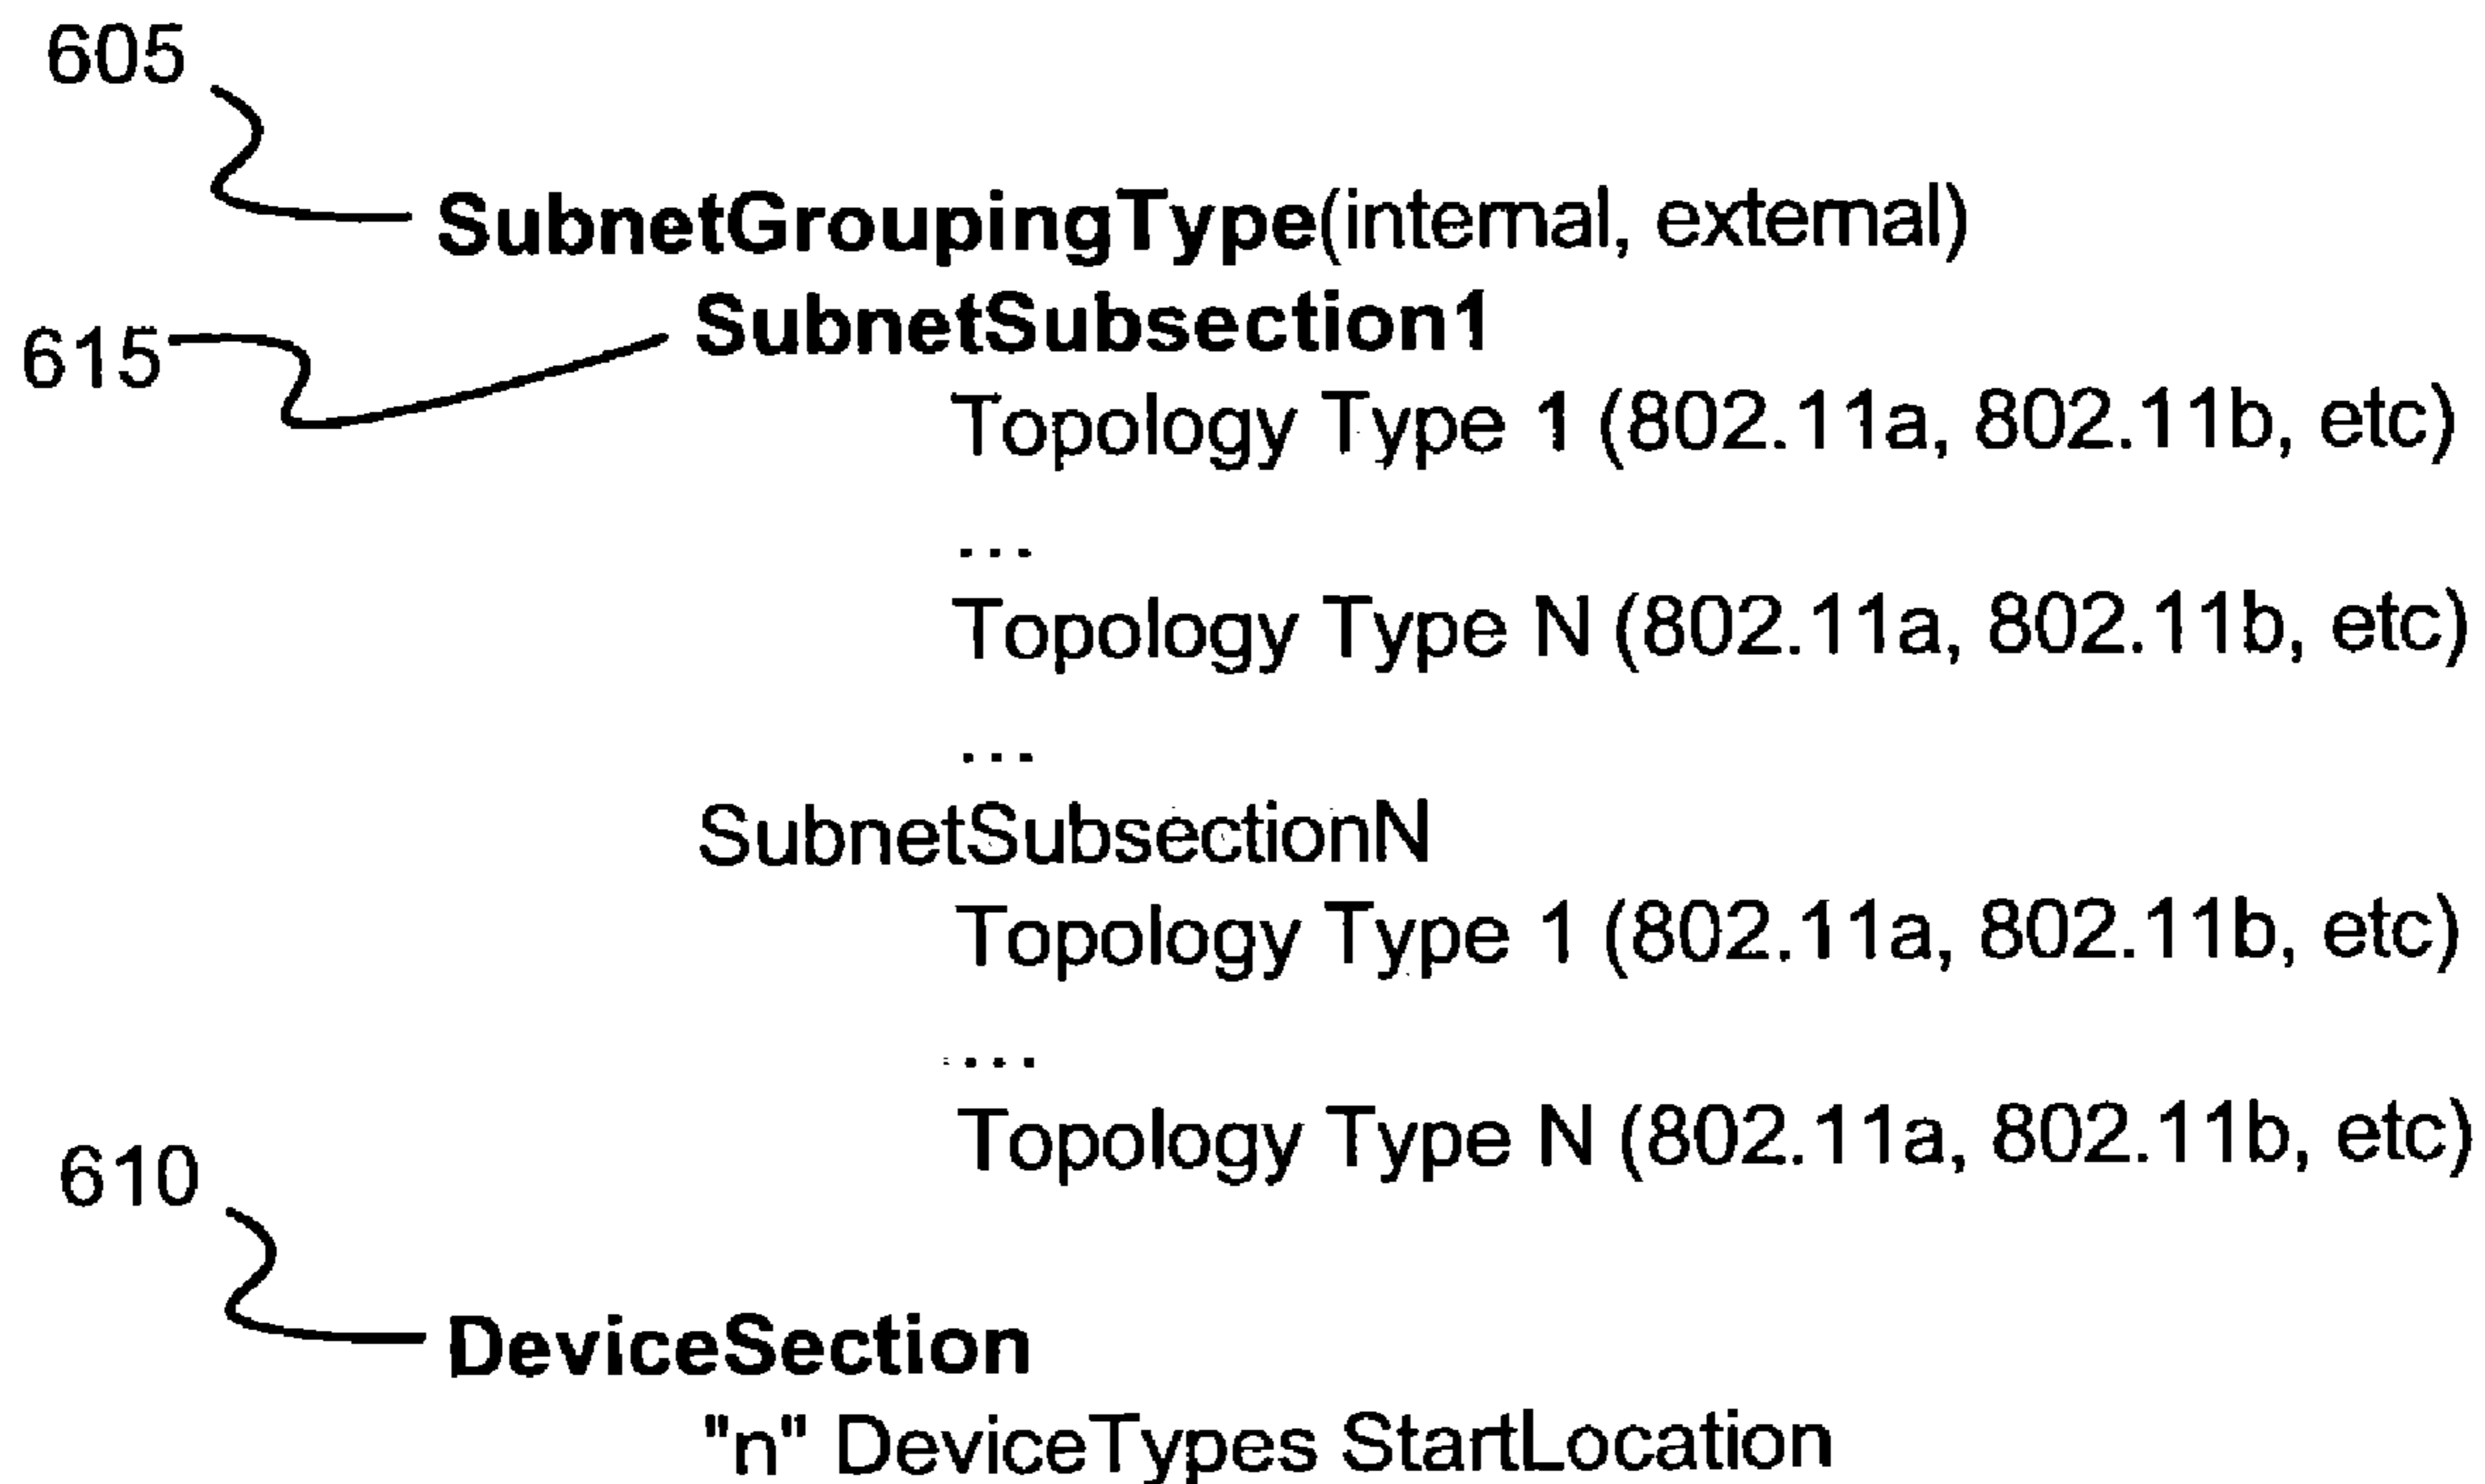 605
SubnetGroupingType(internal, external)
615
SubnetSubsection1
Topology Type 1 (802.11a, 802.11b, etc)
...
Topology Type N (802.11a, 802.11b, etc)
...
SubnetSubsectionN
Topology Type 1 (802.11a, 802.11b, etc)
....
Topology Type N (802.11a, 802.11b, etc)
610
DeviceSection
"n" DeviceTypes StartLocation